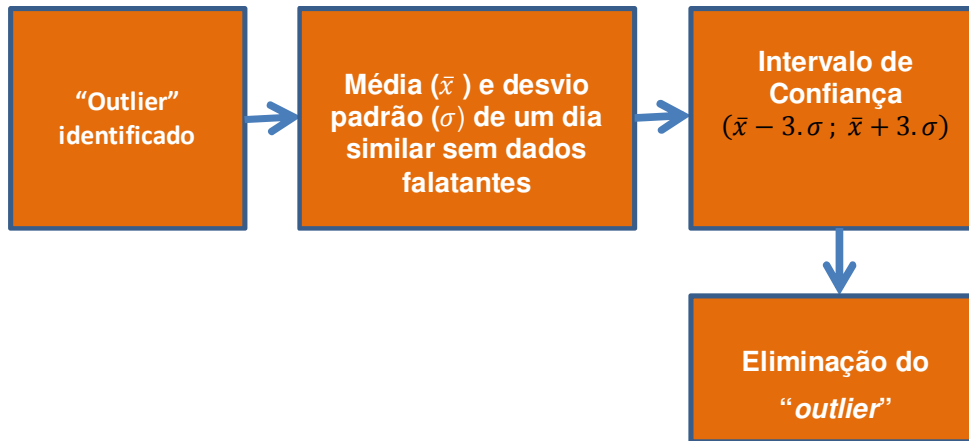 “Outlier”
identificado
Média (x̄ ) e desvio
padrão (σ) de um dia
similar sem dados
falatantes
Intervalo de
Confiança
(x̄ − 3. σ ; x̄ + 3. σ)
Eliminação do
“outlier”